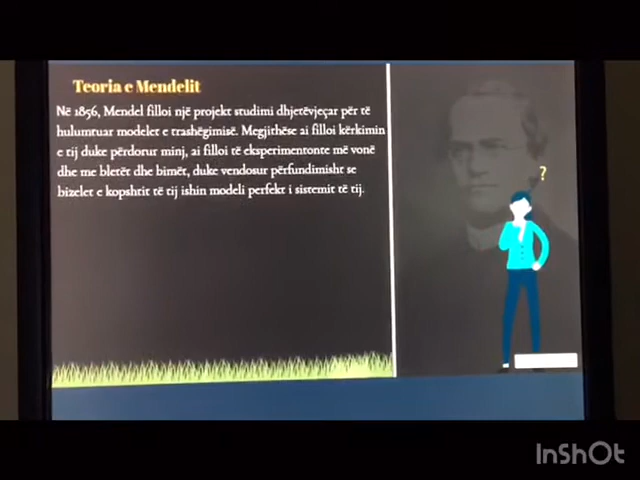 Teoria e Mendelit
Në 1856, Mendel filloi një projekt studimi dhjetëvjeçar për të
hulumtuar modelet e trashëgimisë. Megjithëse ai filloi kërkimin
e tij duke përdorur minj, ai filloi të eksperimentonte më vonë
dhe me bletët dhe bimët, duke vendosur përfundimisht se
bizelet e kopshtit të tij ishin modeli perfekt i sistemit të tij.
?
InShOt